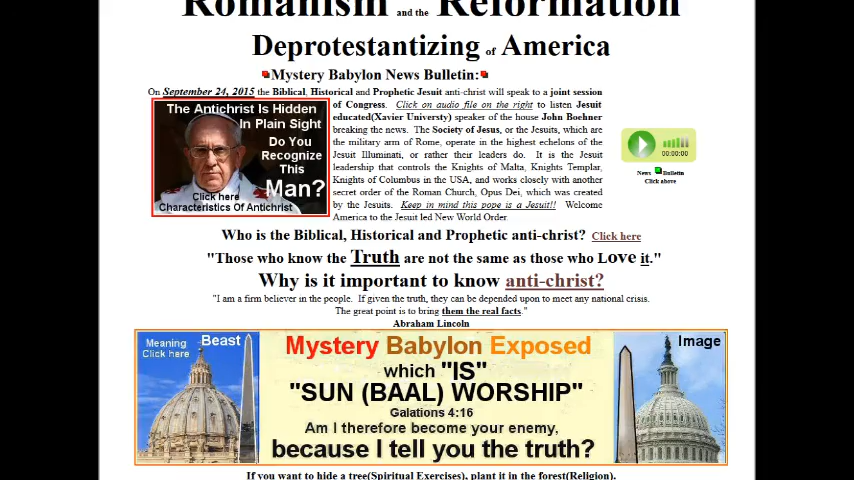 Romanism and the Reformation
Deprotestantizing of America
Mystery Babylon News Bulletin:
On September 24, 2015 the Biblical, Historical and Prophetic Jesuit anti-christ will speak to a joint session
The Antichrist Is Hidden
In Plain Sight
Do You
Recognize
This
Man?
Click here
Characteristics Of Antichrist
of Congress. Click on audio file on the right to listen Jesuit
educated(Xavier Universty) speaker of the house John Boehner
breaking the news. The Society of Jesus, or the Jesuits, which are
the military arm of Rome, operate in the highest echelons of the
Jesuit Illuminati, or rather their leaders do. It is the Jesuit
leadership that controls the Knights of Malta, Knights Templar,
Knights of Columbus in the USA, and works closely with another
secret order of the Roman Church, Opus Dei, which was created
by the Jesuits. Keep in mind this pope is a Jesuit!! Welcome
America to the Jesuit led New World Order.
00:00:00
News Bulletin
Click above
Who is the Biblical, Historical and Prophetic anti-christ? Click here
"Those who know the Truth are not the same as those who Love it."
Why is it important to know anti-christ?
"I am a firm believer in the people. If given the truth, they can be depended upon to meet any national crisis.
The great point is to bring them the real facts."
Abraham Lincoln
Meaning
Click here
Beast
Mystery Babylon Exposed
which "IS"
"SUN (BAAL) WORSHIP"
Galations 4:16
Am I therefore become your enemy,
because I tell you the truth?
Image
If you want to hide a tree(Spiritual Exercises), plant it in the forest(Religion).